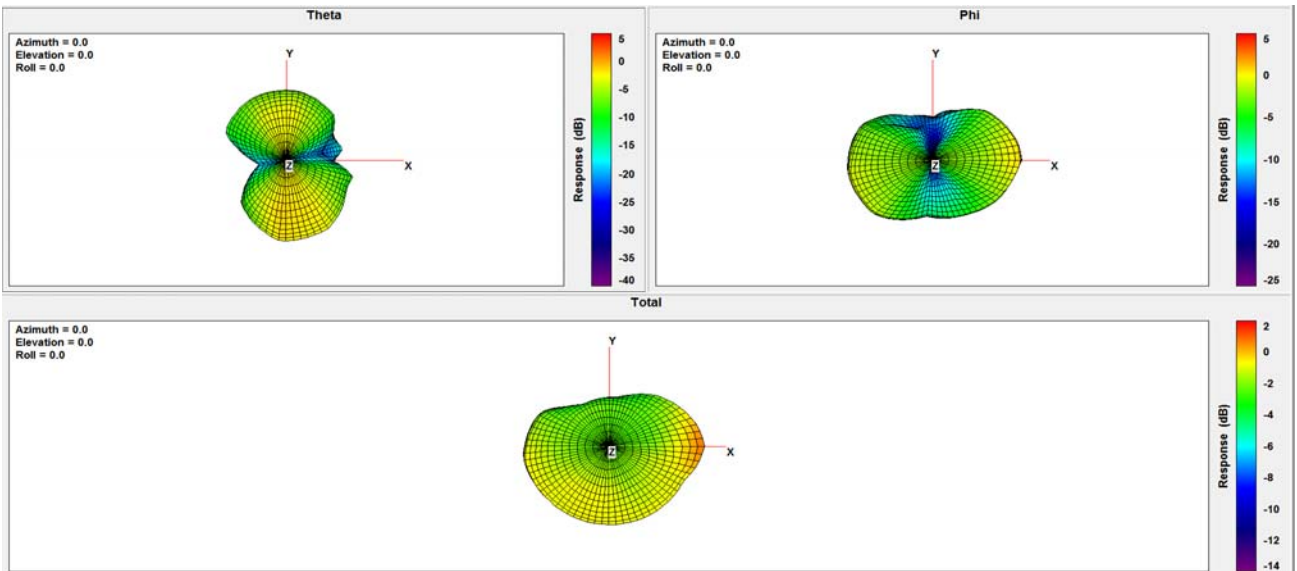 Theta
Azimuth = 0.0
Elevation = 0.0
Roll = 0.0
Y
X
Z
Response (dB)
5
0
-5
-10
-15
-20
-25
-30
-35
-40
Phi
Azimuth = 0.0
Elevation = 0.0
Roll = 0.0
Y
X
Z
Response (dB)
5
0
-5
-10
-15
-20
-25
Total
Azimuth = 0.0
Elevation = 0.0
Roll = 0.0
Y
X
Z
Response (dB)
2
0
-2
-4
-6
-8
-10
-12
-14